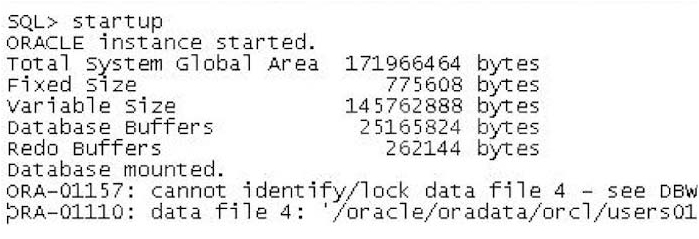 SQL> startup
ORACLE instance started.
Total System Global Area 171966464 bytes
Fixed Size 775608 bytes
Variable Size 145762888 bytes
Database Buffers 25165824 bytes
Redo Buffers 262144 bytes
Database mounted.
ORA-01157: cannot identify/lock data file 4 - see DBW
ORA-01110: data file 4: '/oracle/oradata/orcl/users01